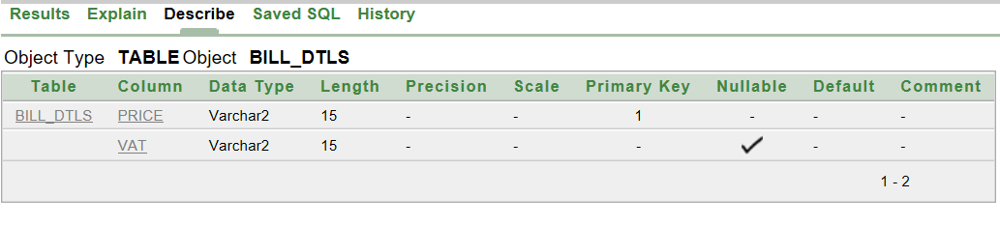 Results Explain Describe Saved SQL History
Object Type TABLE Object BILL_DTLS
Table Column Data Type Length Precision Scale Primary Key Nullable Default Comment
BILL_DTLS PRICE Varchar2 15 - - 1 - - -
VAT Varchar2 15 - - - ✓ - -
1 - 2